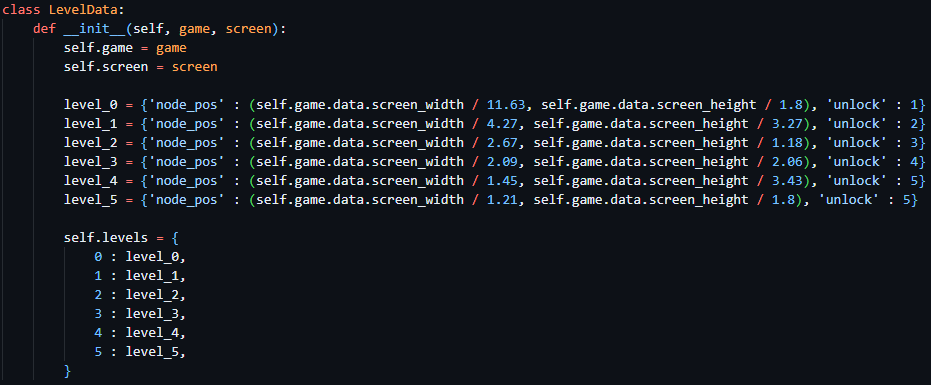 class LevelData:
    def __init__(self, game, screen):
        self.game = game
        self.screen = screen

        level_0 = {'node_pos' : (self.game.data.screen_width / 11.63, self.game.data.screen_height / 1.8), 'unlock' : 1}
        level_1 = {'node_pos' : (self.game.data.screen_width / 4.27, self.game.data.screen_height / 3.27), 'unlock' : 2}
        level_2 = {'node_pos' : (self.game.data.screen_width / 2.67, self.game.data.screen_height / 1.18), 'unlock' : 3}
        level_3 = {'node_pos' : (self.game.data.screen_width / 2.09, self.game.data.screen_height / 2.06), 'unlock' : 4}
        level_4 = {'node_pos' : (self.game.data.screen_width / 1.45, self.game.data.screen_height / 3.43), 'unlock' : 5}
        level_5 = {'node_pos' : (self.game.data.screen_width / 1.21, self.game.data.screen_height / 1.8), 'unlock' : 5}

        self.levels = {
            0 : level_0,
            1 : level_1,
            2 : level_2,
            3 : level_3,
            4 : level_4,
            5 : level_5,
        }